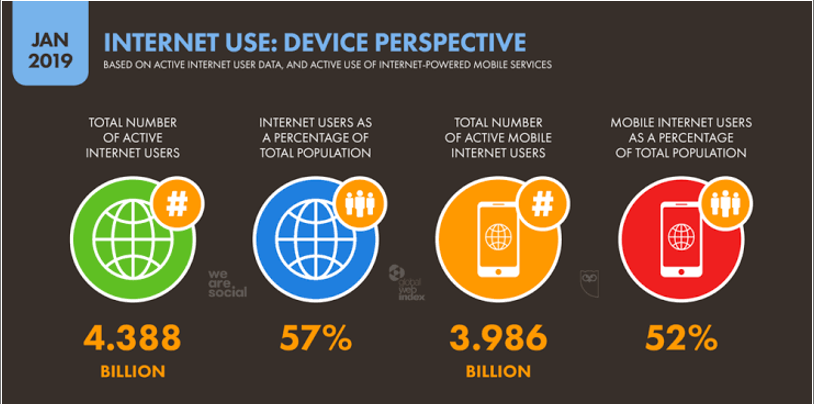 JAN
2019
INTERNET USE: DEVICE PERSPECTIVE
BASED ON ACTIVE INTERNET USER DATA, AND ACTIVE USE OF INTERNET-POWERED MOBILE SERVICES
TOTAL NUMBER
OF ACTIVE
INTERNET USERS
#
4.388
BILLION
INTERNET USERS AS
A PERCENTAGE OF
TOTAL POPULATION
57%
TOTAL NUMBER
OF ACTIVE MOBILE
INTERNET USERS
#
3.986
BILLION
MOBILE INTERNET USERS
AS A PERCENTAGE
OF TOTAL POPULATION
52%
we
are
social
global
web
index